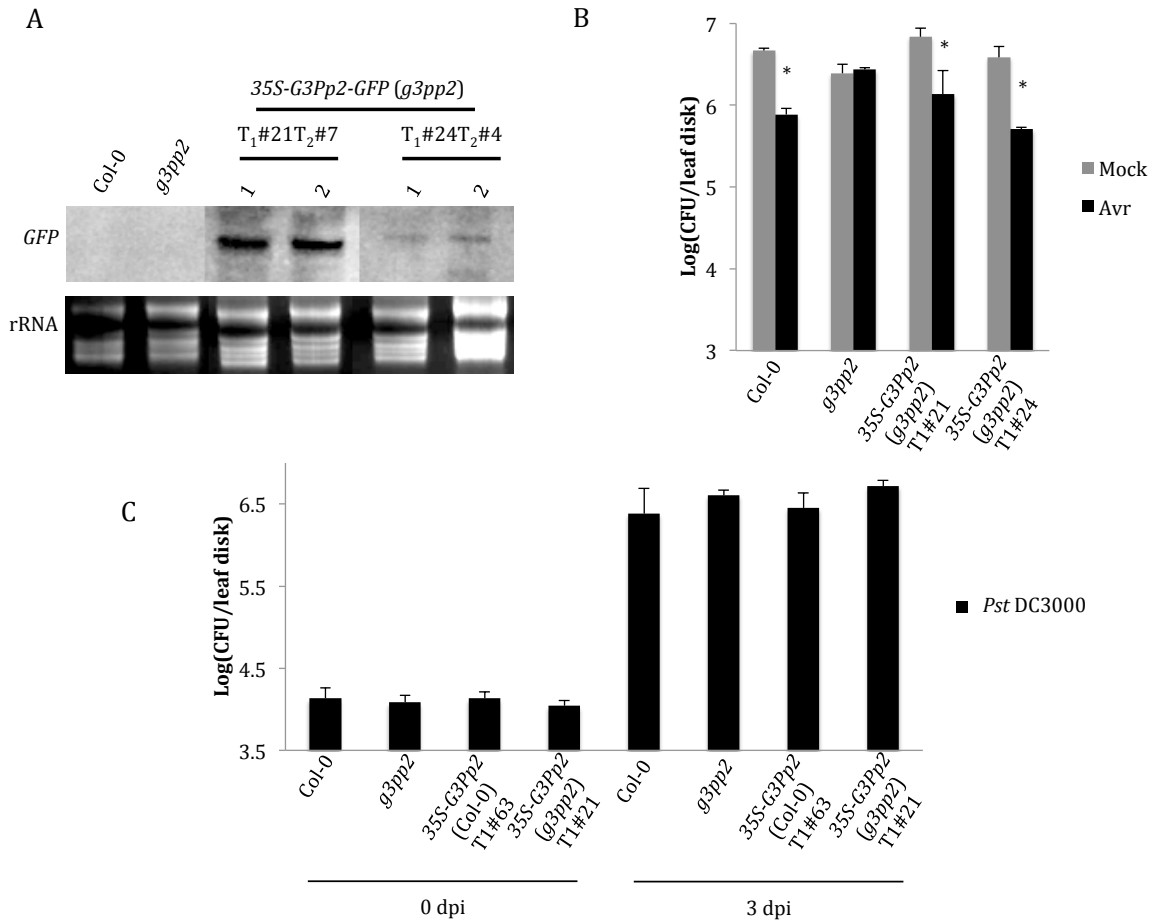 A
35S-G3Pp2-GFP (g3pp2)
T1#21T2#7
T1#24T2#4
Col-0
g3pp2
1
2
1
2
GFP
rRNA
B
Log(CFU/leaf disk)
7
6
5
4
3
*
*
*
Mock
Avr
Col-0
g3pp2
35S-G3Pp2
(g3pp2)
T1#21
35S-G3Pp2
(g3pp2)
T1#24
C
Log(CFU/leaf disk)
6.5
5.5
4.5
3.5
Pst DC3000
Col-0
g3pp2
35S-G3Pp2
(Col-0)
T1#63
35S-G3Pp2
(g3pp2)
T1#21
Col-0
g3pp2
35S-G3Pp2
(Col-0)
T1#63
35S-G3Pp2
(g3pp2)
T1#21
0 dpi
3 dpi